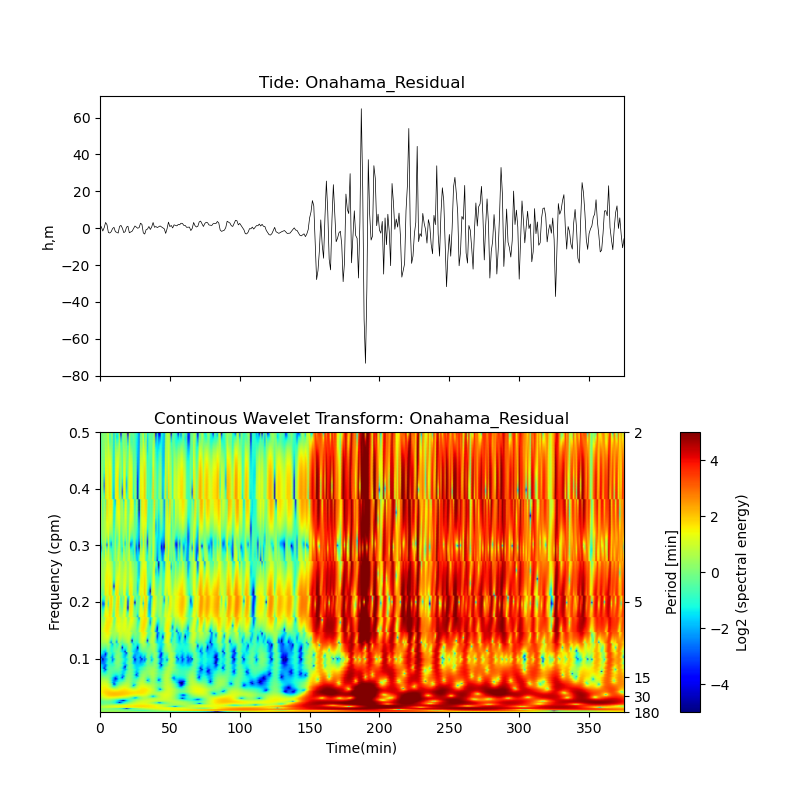 Tide: Onahama_Residual
60
40
20
0
−20
−40
−60
−80
h,m
Continous Wavelet Transform: Onahama_Residual
0.5
0.4
0.3
0.2
0.1
Frequency (cpm)
2
5
15
30
180
Period [min]
0 50 100 150 200 250 300 350
Time(min)
4
2
0
−2
−4
Log2 (spectral energy)